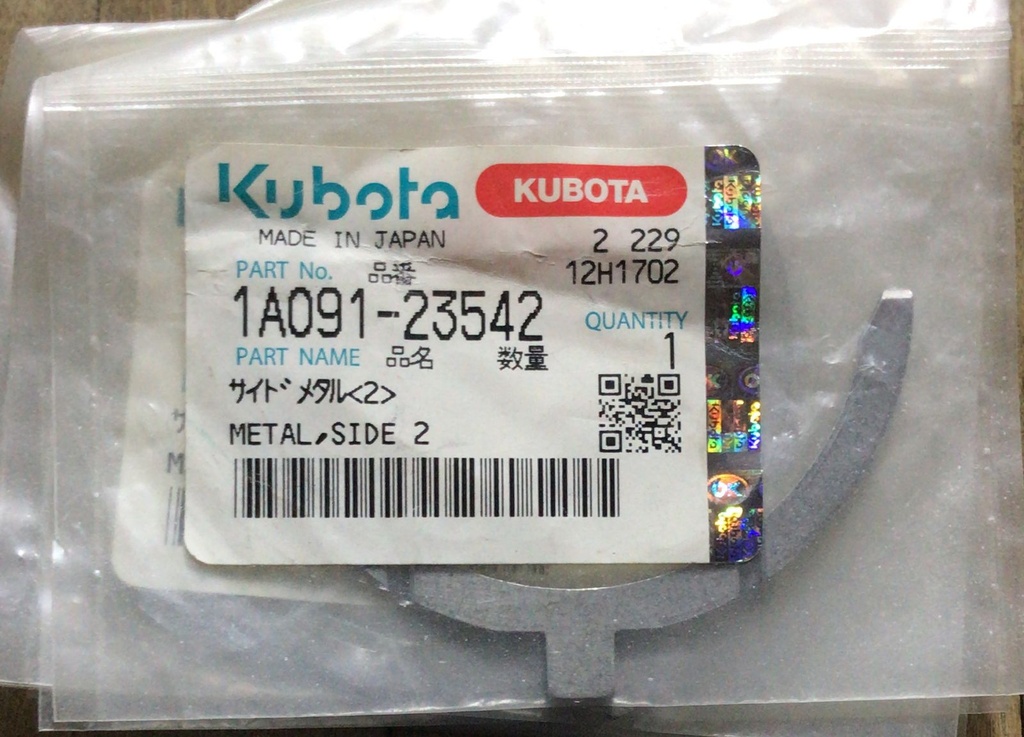 Kubota KUBOTA
MADE IN JAPAN 2 229
PART No. 品番 12H1702
1A091-23542 QUANTITY
PART NAME 品名 数量 1
サイドメタル<2>
METAL,SIDE 2